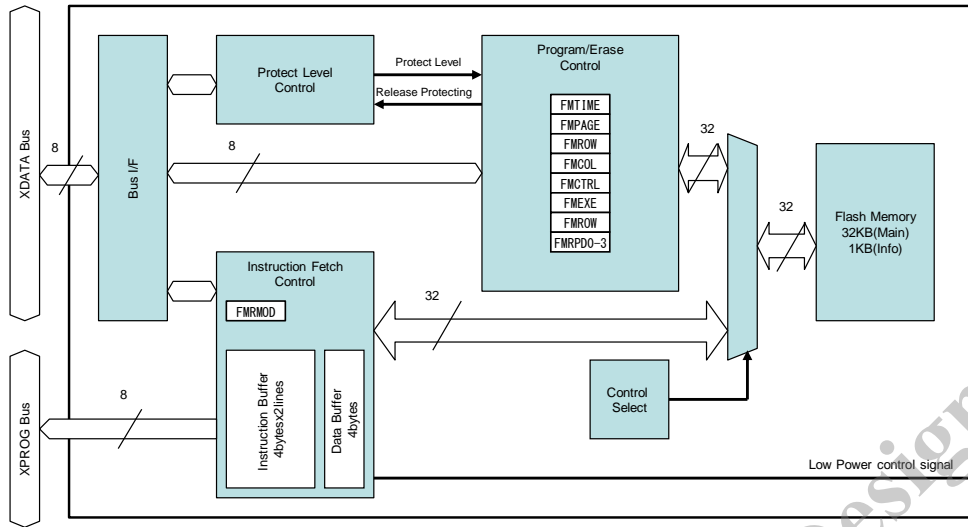 XDATA Bus
8
Bus I/F
Protect Level
Control
Protect Level
Release Protecting
8
Program/Erase
Control
FMTIME
FMPAGE
FMROW
FMCOL
FMCTRL
FMEXE
FMROW
FMRPD0-3
32
32
Flash Memory
32KB(Main)
1KB(Info)
Instruction Fetch
Control
FMRMOD
32
Instruction Buffer
4bytesx2lines
Data Buffer
4bytes
XPROG Bus
8
Control
Select
Low Power control signal
Design